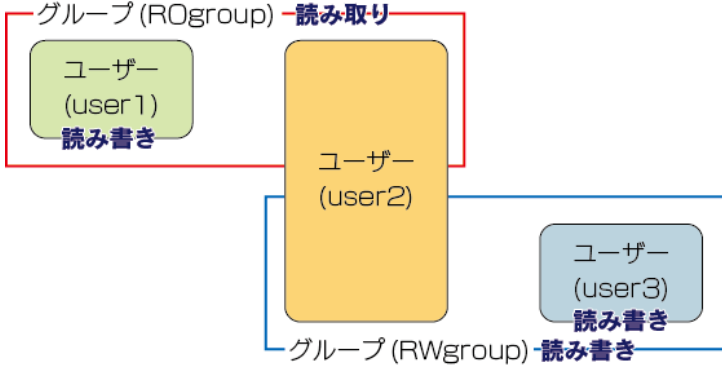 グループ(ROgroup) 読み取り
ユーザー
(user1)
読み書き
ユーザー
(user2)
ユーザー
(user3)
読み書き
グループ(RWgroup) 読み書き